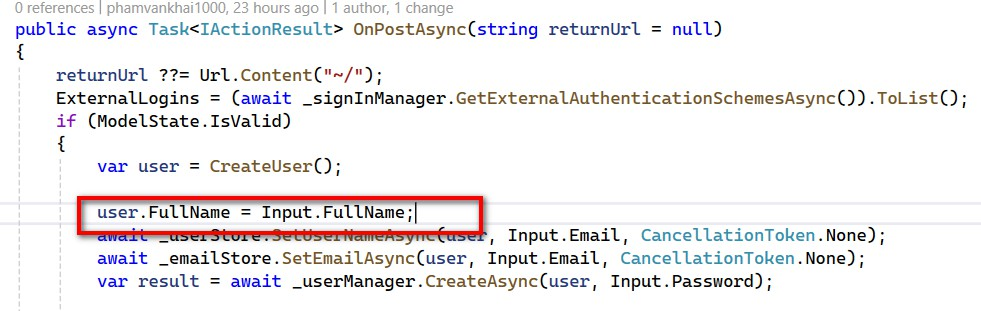 0 references | phamvankhai1000, 23 hours ago | 1 author, 1 change
public async Task<IActionResult> OnPostAsync(string returnUrl = null)
{
returnUrl ??= Url.Content("~/");
ExternalLogins = (await _signInManager.GetExternalAuthenticationSchemesAsync()).ToList();
if (ModelState.IsValid)
{
var user = CreateUser();
user.FullName = Input.FullName;
await _userStore.SetUserNameAsync(user, Input.Email, CancellationToken.None);
await _emailStore.SetEmailAsync(user, Input.Email, CancellationToken.None);
var result = await _userManager.CreateAsync(user, Input.Password);